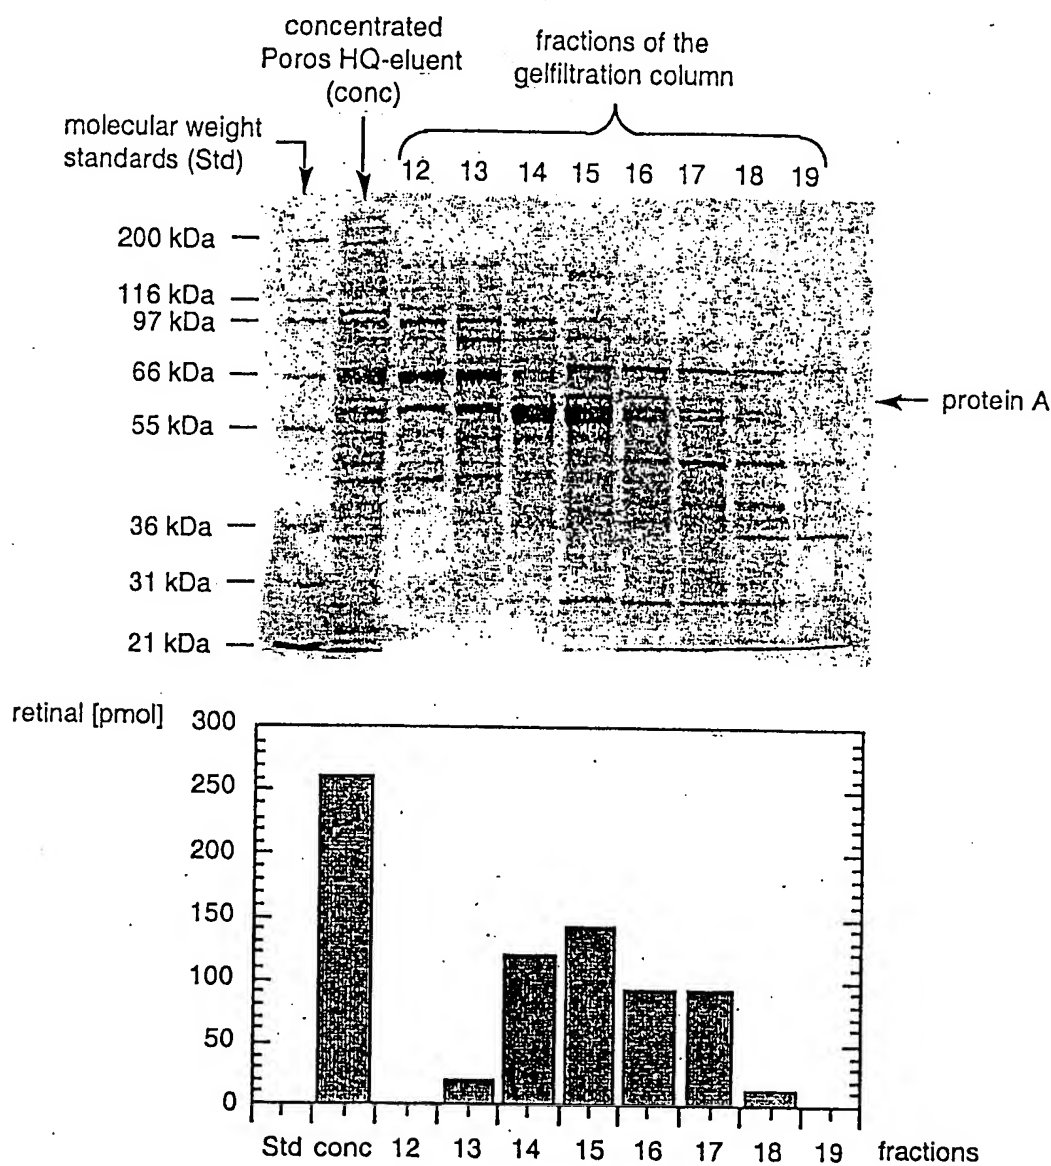 concentrated
Poros HQ-eluent
(conc)
fractions of the
gelfiltration column
molecular weight
standards (Std)
12 13 14 15 16 17 18 19
200 kDa
116 kDa
97 kDa
66 kDa
55 kDa
36 kDa
31 kDa
21 kDa
protein A
retinal [pmol]
300
250
200
150
100
50
0
Std conc 12 13 14 15 16 17 18 19 fractions